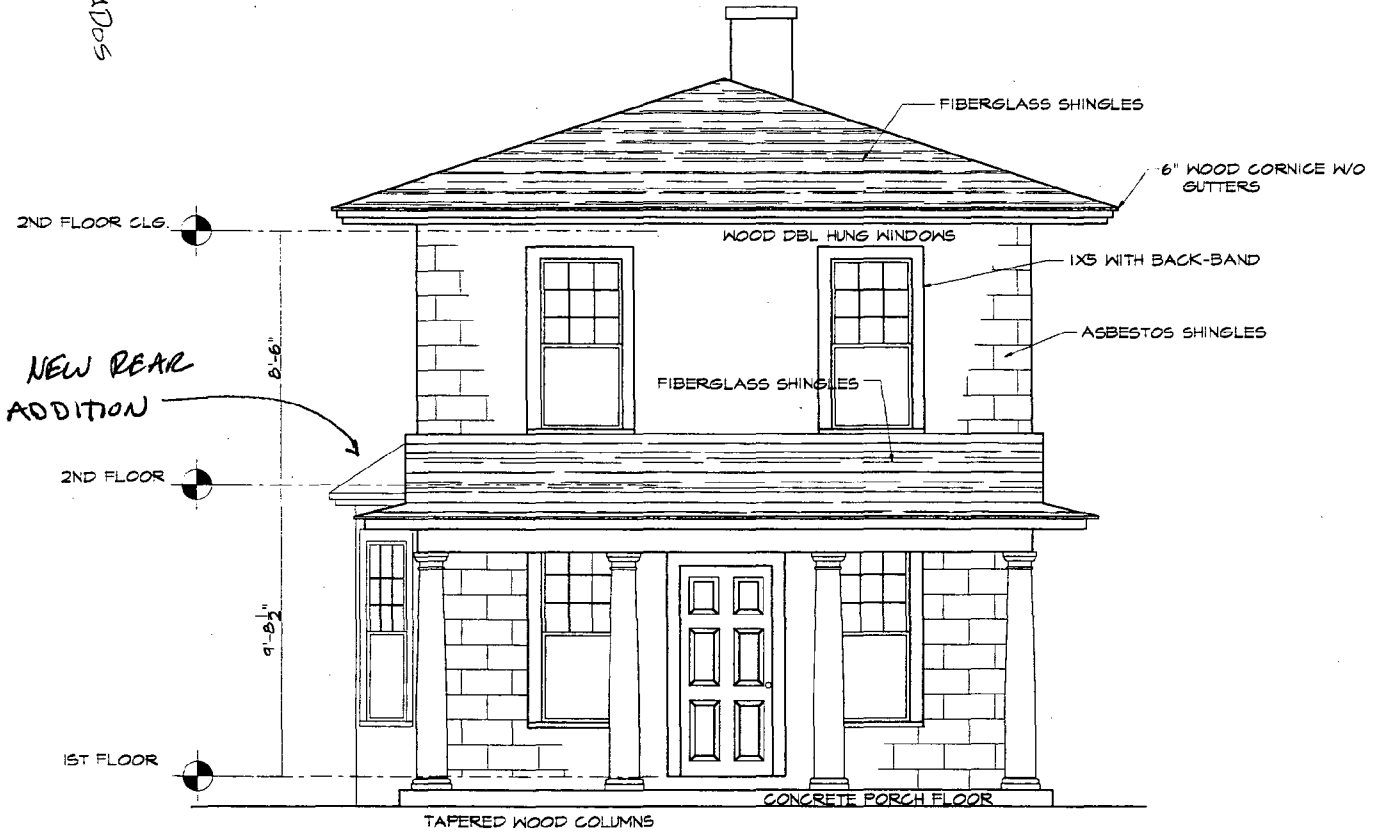 FIBERGLASS SHINGLES
6" WOOD CORNICE W/O
GUTTERS
2ND FLOOR CLG.
WOOD DBL HUNG WINDOWS
1X5 WITH BACK-BAND
ASBESTOS SHINGLES
8'-6"
NEW REAR
ADDITION
FIBERGLASS SHINGLES
2ND FLOOR
9'-8½"
1ST FLOOR
CONCRETE PORCH FLOOR
TAPERED WOOD COLUMNS